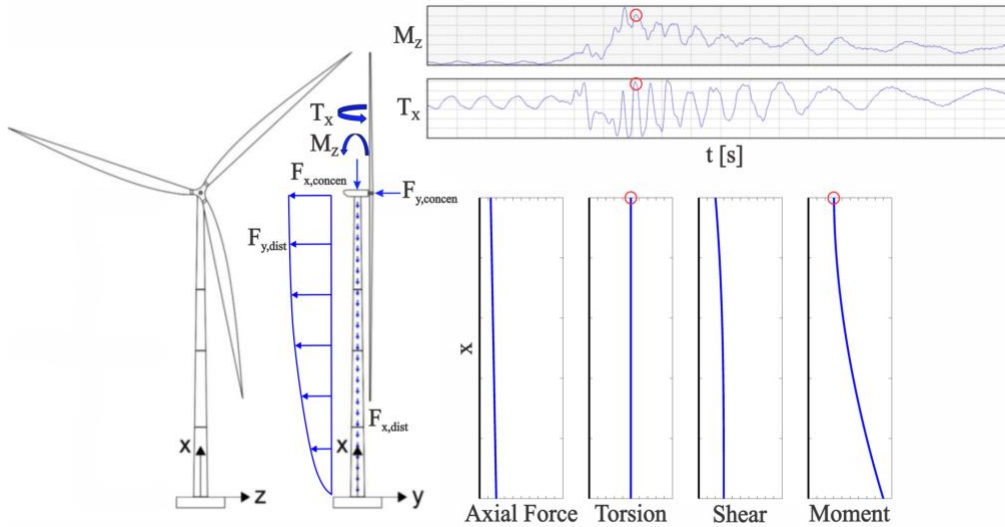 M_z
T_x
t [s]
T_x
M_z
F_x,concen
F_y,concen
F_y,dist
F_x,dist
x
z
x
y
x
Axial Force
Torsion
Shear
Moment